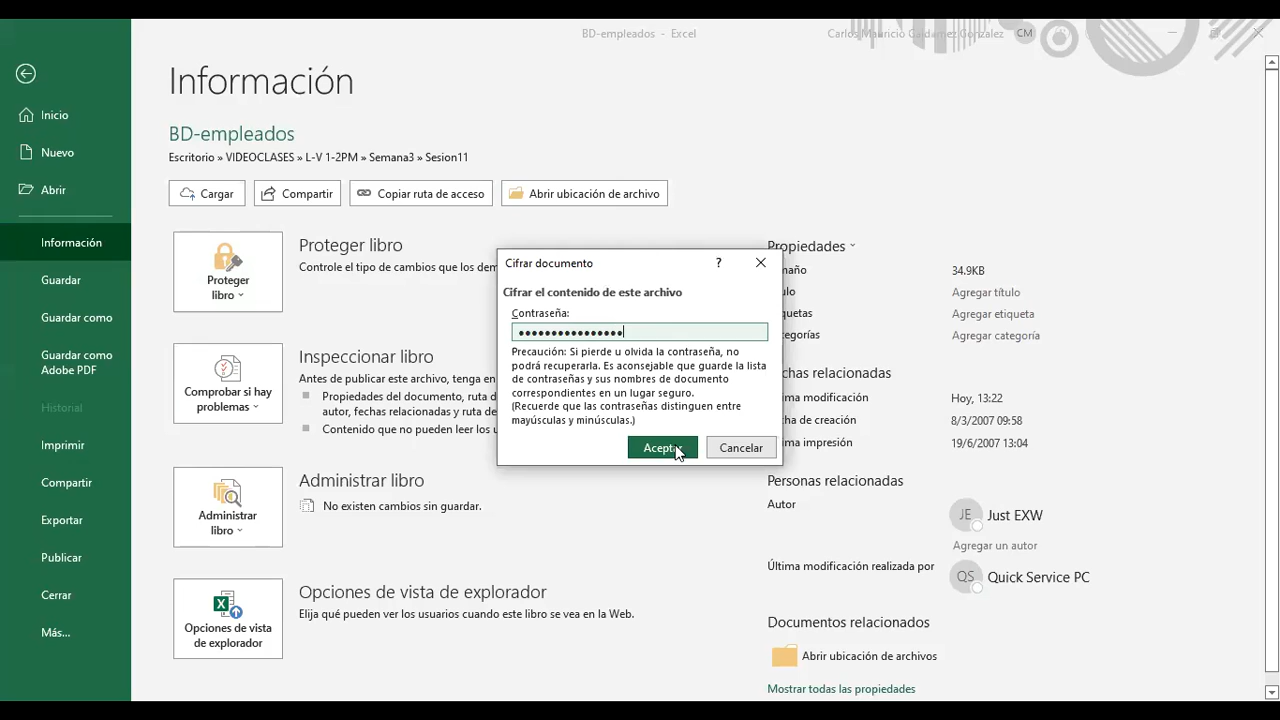 BD-empleados - Excel
Carlos Mauricio Galdamez Gonzalez CM
Información
Inicio
Nuevo
Abrir
Información
Guardar
Guardar como
Guardar como
Adobe PDF
Historial
Imprimir
Compartir
Exportar
Publicar
Cerrar
Más...
BD-empleados
Escritorio » VIDEOCLASES » L-V 1-2PM » Semana3 » Sesion11
Cargar
Compartir
Copiar ruta de acceso
Abrir ubicación de archivo
Proteger
libro
Proteger libro
Controle el tipo de cambios que los
Comprobar si hay
problemas
Inspeccionar libro
Antes de publicar este archivo, tenga en
Propiedades del documento, ruta
autor, fechas relacionadas y ruta
Contenido que no pueden leer los
Administrar
libro
Administrar libro
No existen cambios sin guardar.
Opciones de vista
de explorador
Opciones de vista de explorador
Elija qué pueden ver los usuarios cuando este libro se vea en la Web.
Cifrar documento
?
Cifrar el contenido de este archivo
Contraseña:
••••••••••••••••
Precaución: Si pierde u olvida la contraseña, no
podrá recuperarla. Es aconsejable que guarde la lista
de contraseñas y sus nombres de documento
correspondientes en un lugar seguro.
(Recuerde que las contraseñas distinguen entre
mayúsculas y minúsculas.)
Aceptar
Cancelar
Propiedades
34.9KB
Agregar título
Agregar etiqueta
Agregar categoría
relacionadas
modificación Hoy, 13:22
de creación 8/3/2007 09:58
impresión 19/6/2007 13:04
Personas relacionadas
Autor
JE Just EXW
Agregar un autor
Última modificación realizada por
QS Quick Service PC
Documentos relacionados
Abrir ubicación de archivos
Mostrar todas las propiedades